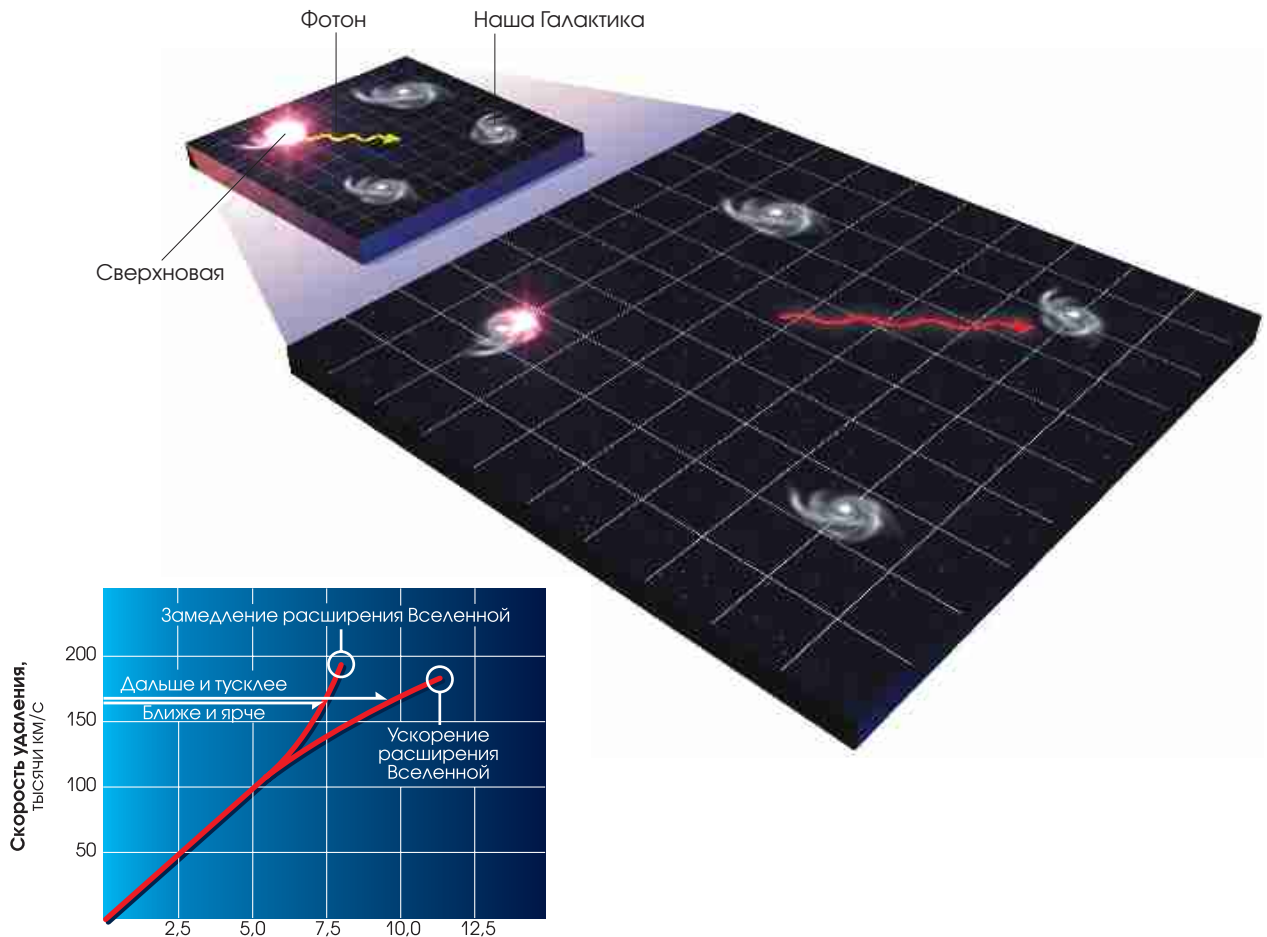 Фотон
Наша Галактика
Сверхновая
Замедление расширения Вселенной
Дальше и тусклее
Ближе и ярче
Ускорение
расширения
Вселенной
Скорость удаления,
тысячи км/с
200
150
100
50
2,5 5,0 7,5 10,0 12,5